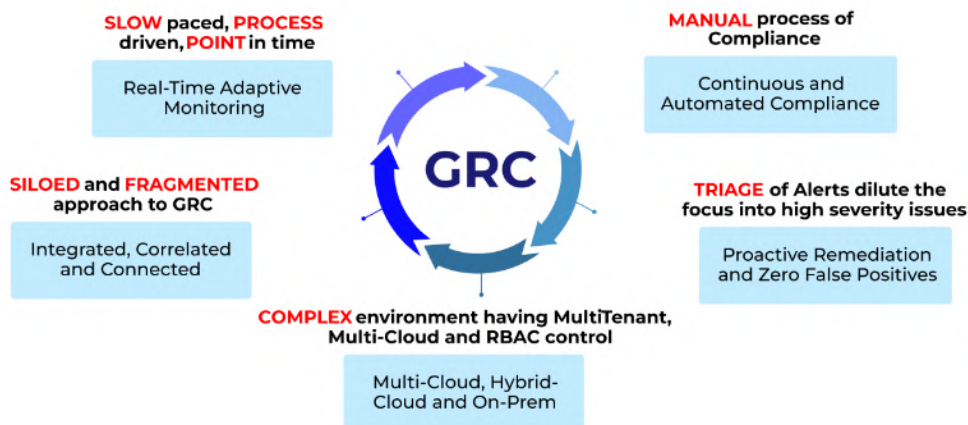 SLOW paced, PROCESS
driven, POINT in time
Real-Time Adaptive
Monitoring
MANUAL process of
Compliance
Continuous and
Automated Compliance
GRC
SILOED and FRAGMENTED
approach to GRC
Integrated, Correlated
and Connected
TRIAGE of Alerts dilute the
focus into high severity issues
Proactive Remediation
and Zero False Positives
COMPLEX environment having MultiTenant,
Multi-Cloud and RBAC control
Multi-Cloud, Hybrid-
Cloud and On-Prem